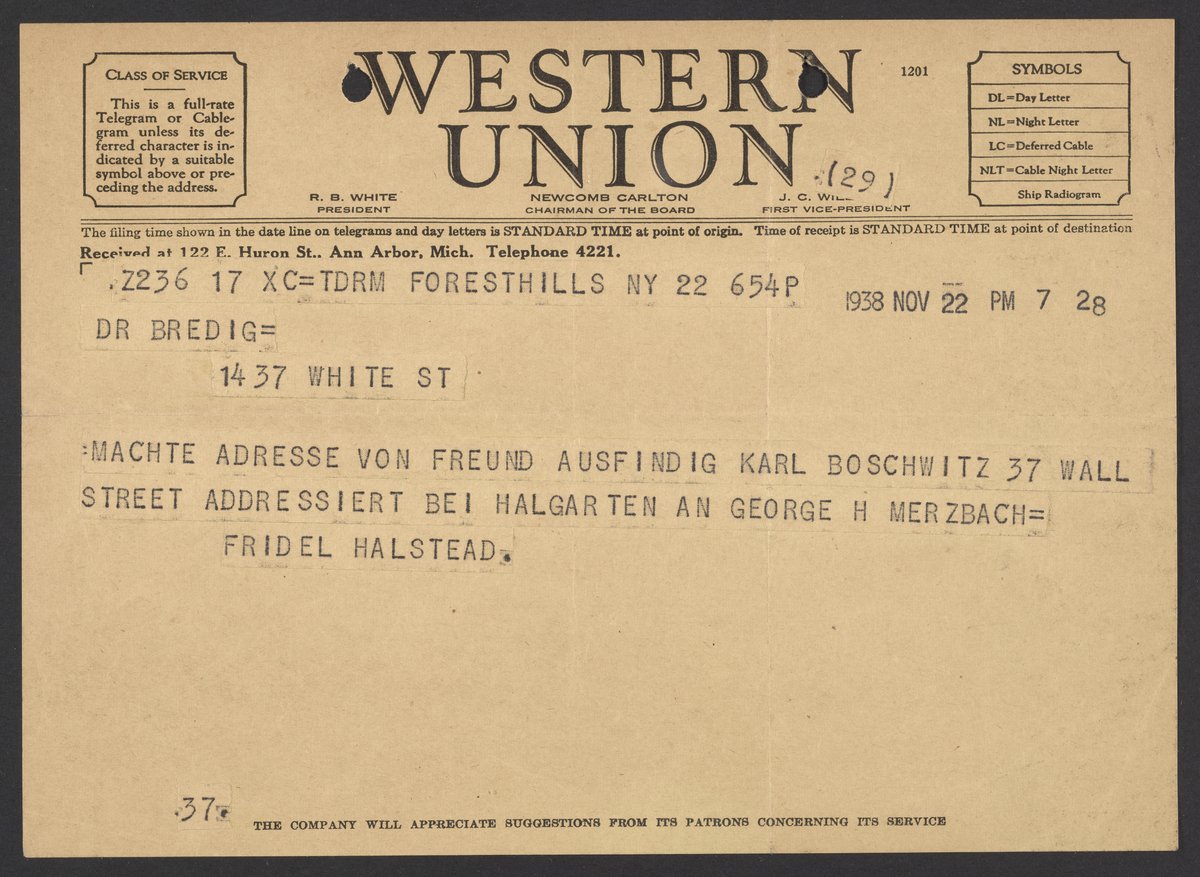 CLASS OF SERVICE
This is a full-rate
Telegram or Cable-
gram unless its de-
ferred character is in-
dicated by a suitable
symbol above or pre-
ceding the address.
WESTERN
UNION
1201
(29)
SYMBOLS
DL=Day Letter
NL=Night Letter
LC=Deferred Cable
NLT=Cable Night Letter
Ship Radiogram
R. B. WHITE
PRESIDENT
NEWCOMB CARLTON
CHAIRMAN OF THE BOARD
J. C.
FIRST VICE-PRESIDENT
The filing time shown in the date line on telegrams and day letters is STANDARD TIME at point of origin. Time of receipt is STANDARD TIME at point of destination
Received at 122 E. Huron St., Ann Arbor, Mich. Telephone 4221.
.Z236 17 XC=TDRM FORESTHILLS NY 22 654P
1938 NOV 22 PM 7 28
DR BREDIG=
1437 WHITE ST
:MACHTE ADRESSE VON FREUND AUSFINDIG KARL BOSCHWITZ 37 WALL
STREET ADDRESSIERT BEI HALGARTEN AN GEORGE H MERZBACH=
FRIDEL HALSTEAD.
.37.
THE COMPANY WILL APPRECIATE SUGGESTIONS FROM ITS PATRONS CONCERNING ITS SERVICE